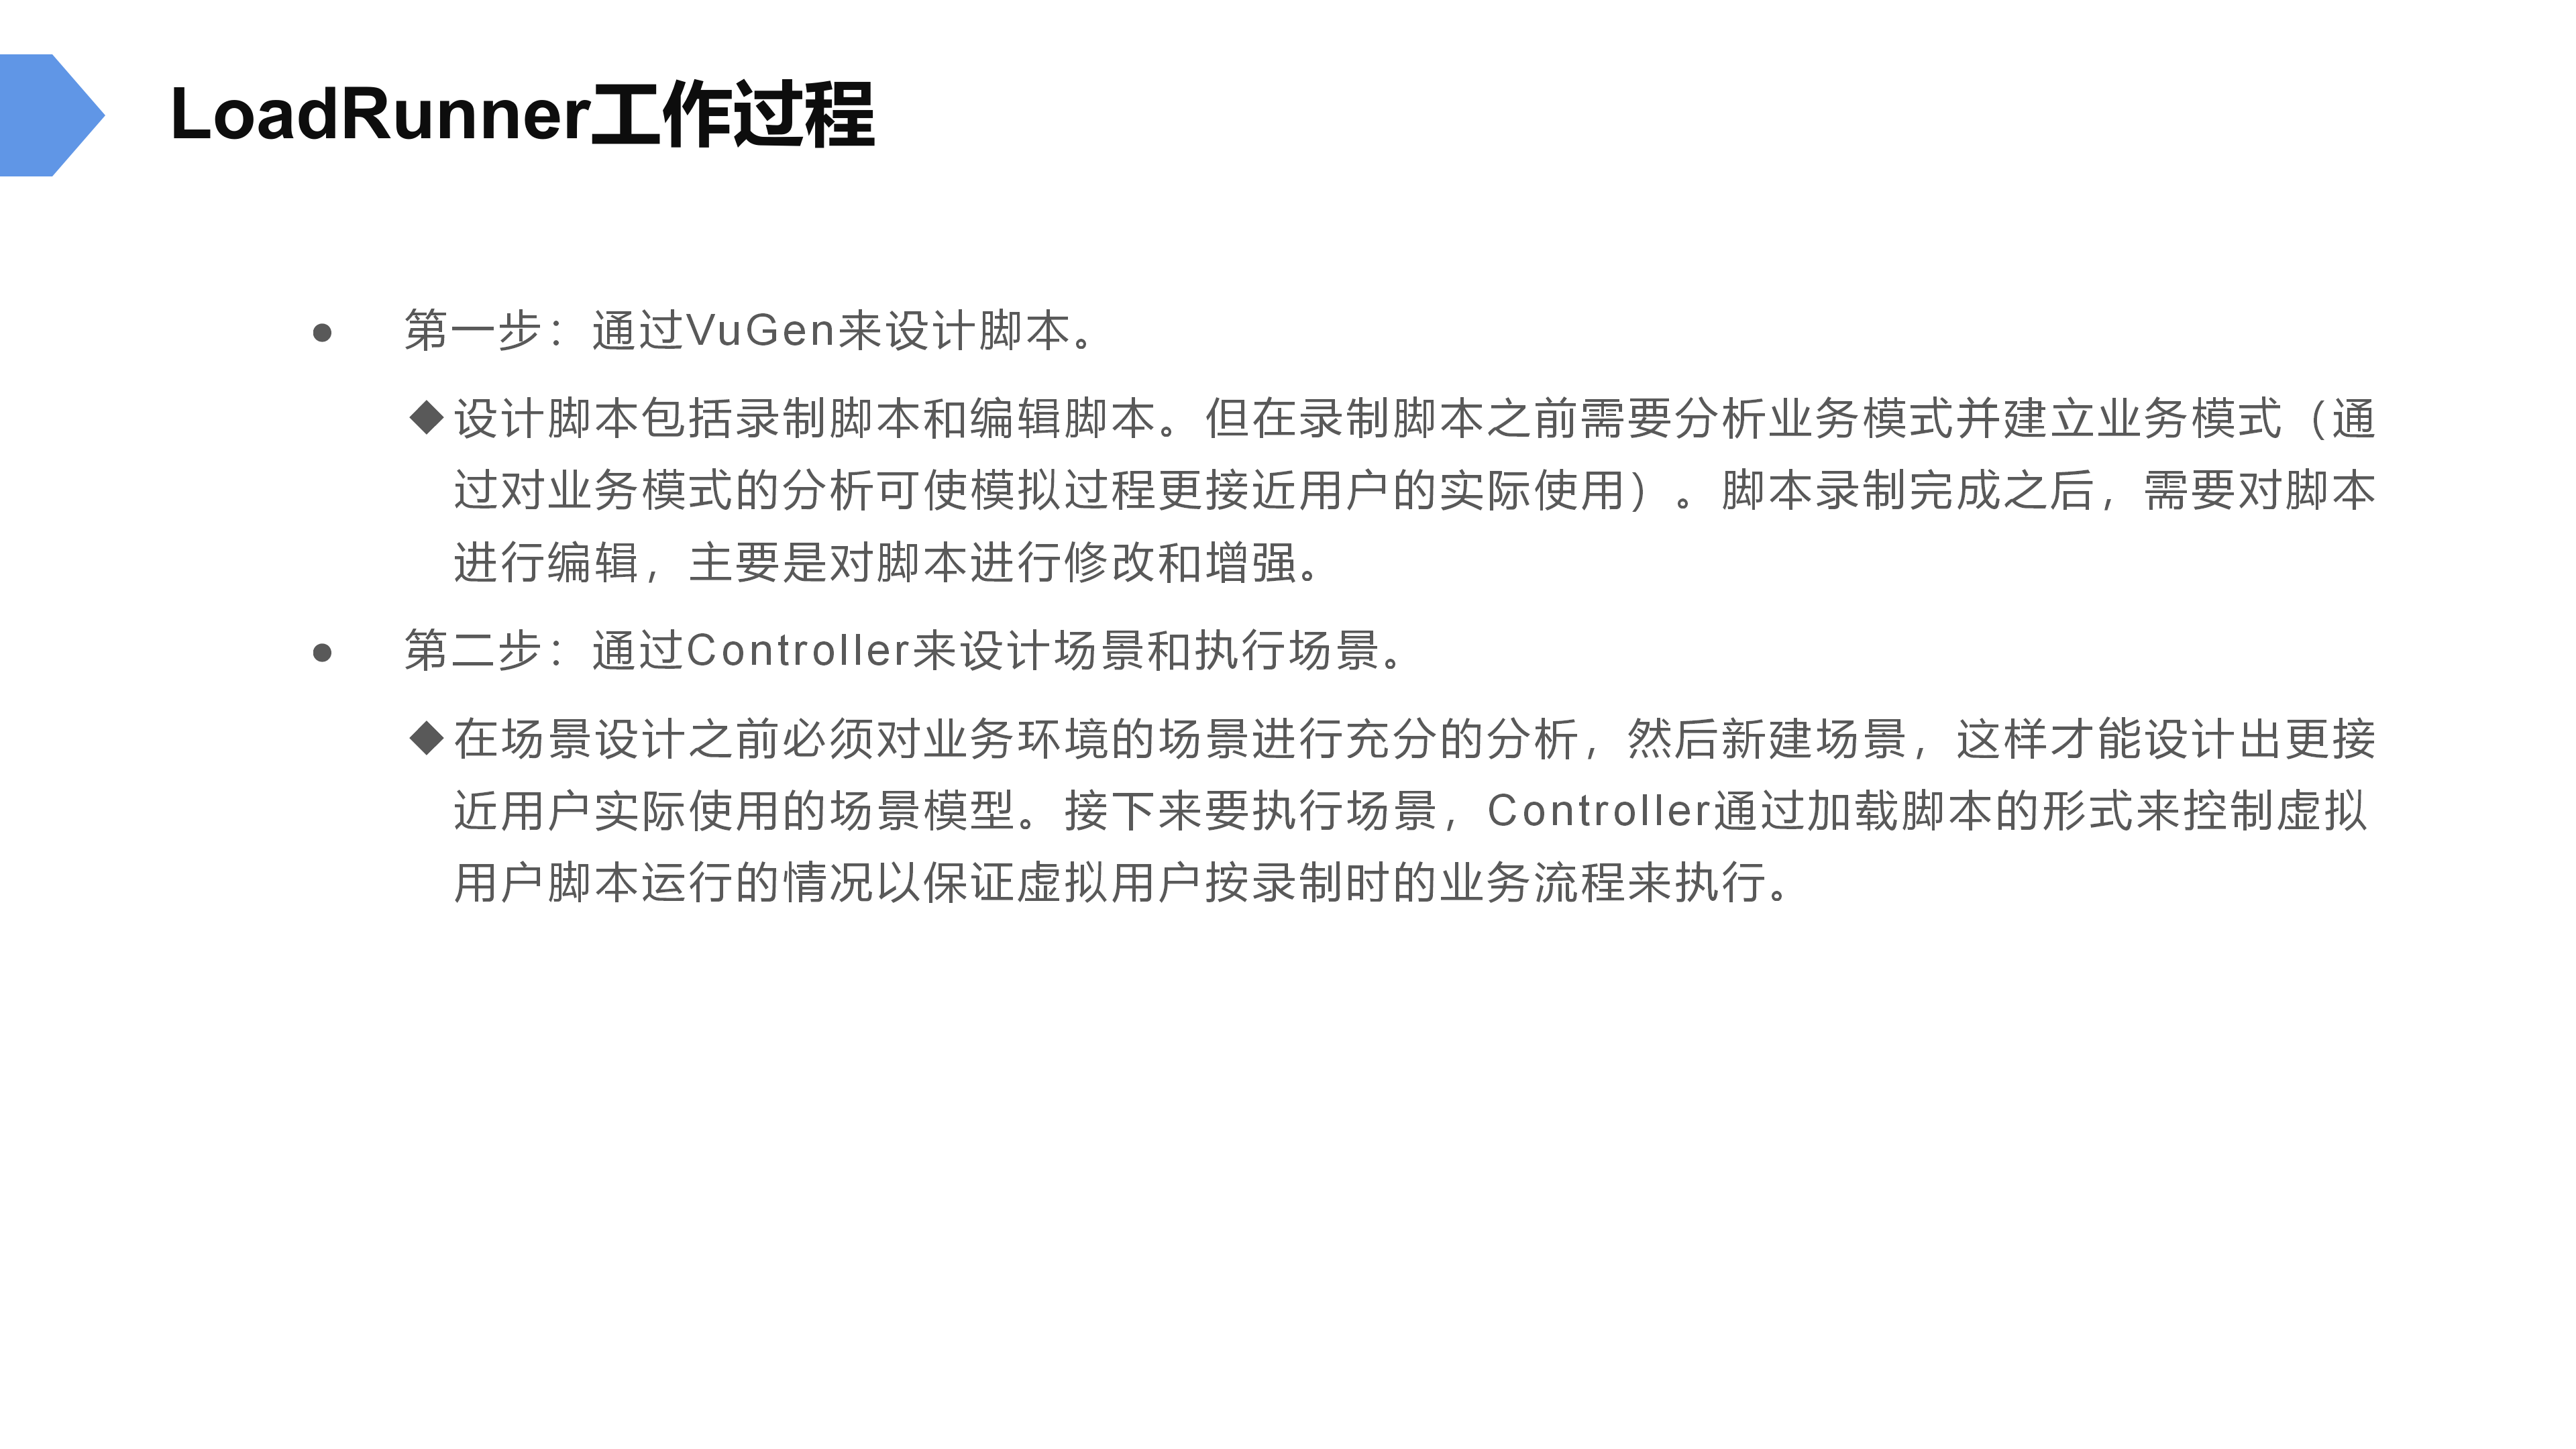 LoadRunner工作过程
● 第一步：通过VuGen来设计脚本。
◆设计脚本包括录制脚本和编辑脚本。但在录制脚本之前需要分析业务模式并建立业务模式（通
过对业务模式的分析可使模拟过程更接近用户的实际使用）。脚本录制完成之后，需要对脚本
进行编辑，主要是对脚本进行修改和增强。
● 第二步：通过Controller来设计场景和执行场景。
◆在场景设计之前必须对业务环境的场景进行充分的分析，然后新建场景，这样才能设计出更接
近用户实际使用的场景模型。接下来要执行场景，Controller通过加载脚本的形式来控制虚拟
用户脚本运行的情况以保证虚拟用户按录制时的业务流程来执行。